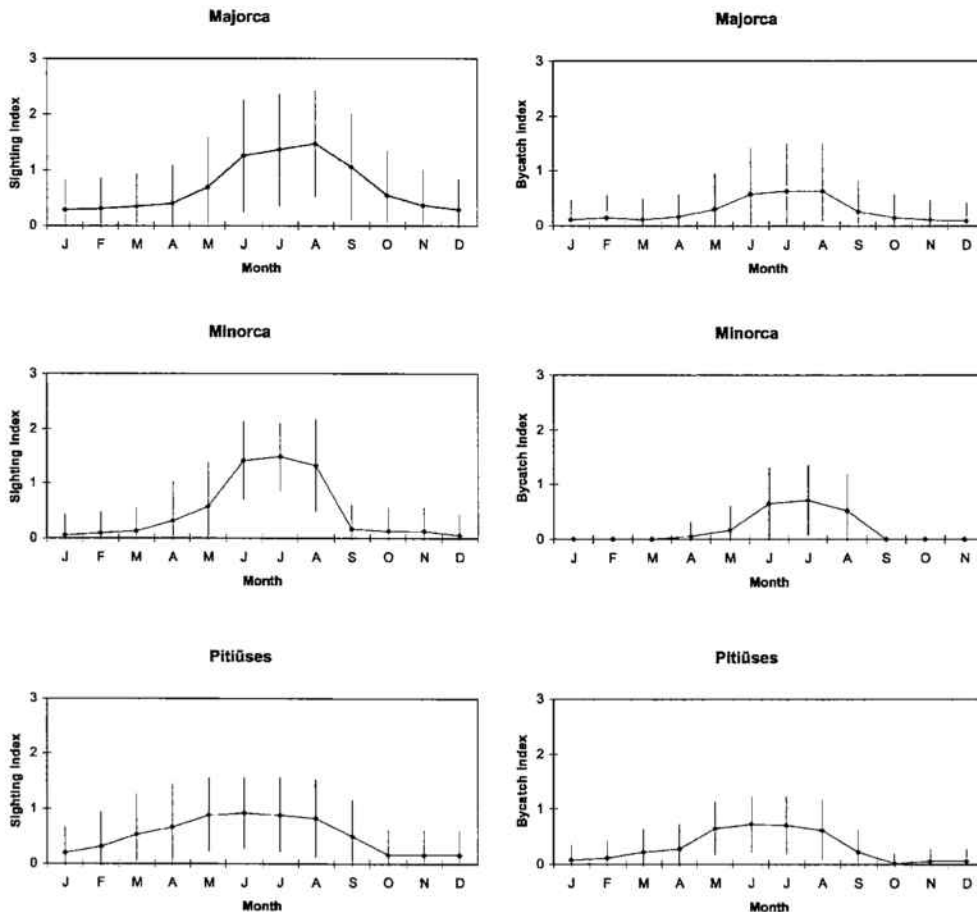 Majorca
3
2
1
0
Sighting Index
J F M A M J J A S O N D
Month
Majorca
3
2
1
0
Bycatch Index
J F M A M J J A S O N D
Month
Minorca
3
2
1
0
Sighting Index
J F M A M J J A S O N D
Month
Minorca
3
2
1
0
Bycatch Index
J F M A M J J A S O N
Month
Pitiüses
3
2
1
0
Sighting Index
J F M A M J J A S O N D
Month
Pitiüses
3
2
1
0
Bycatch Index
J F M A M J J A S O N D
Month